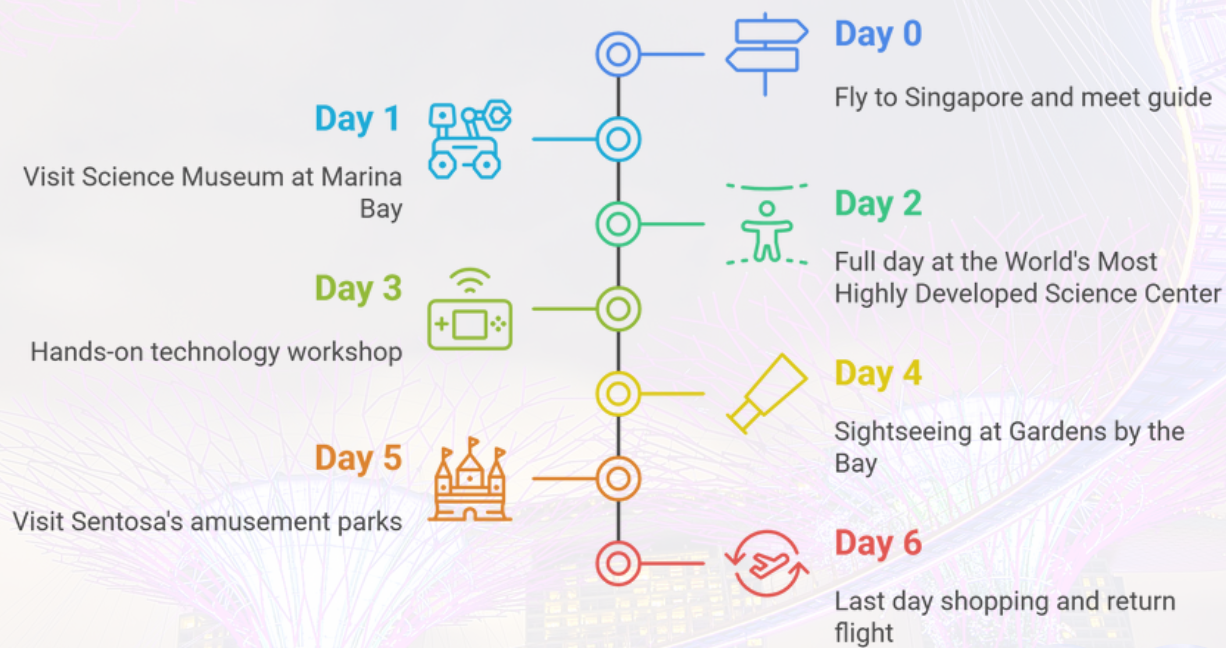 Day 0
Fly to Singapore and meet guide
Day 1
Visit Science Museum at Marina
Bay
Day 2
Full day at the World's Most
Highly Developed Science Center
Day 3
Hands-on technology workshop
Day 4
Sightseeing at Gardens by the
Bay
Day 5
Visit Sentosa's amusement parks
Day 6
Last day shopping and return
flight